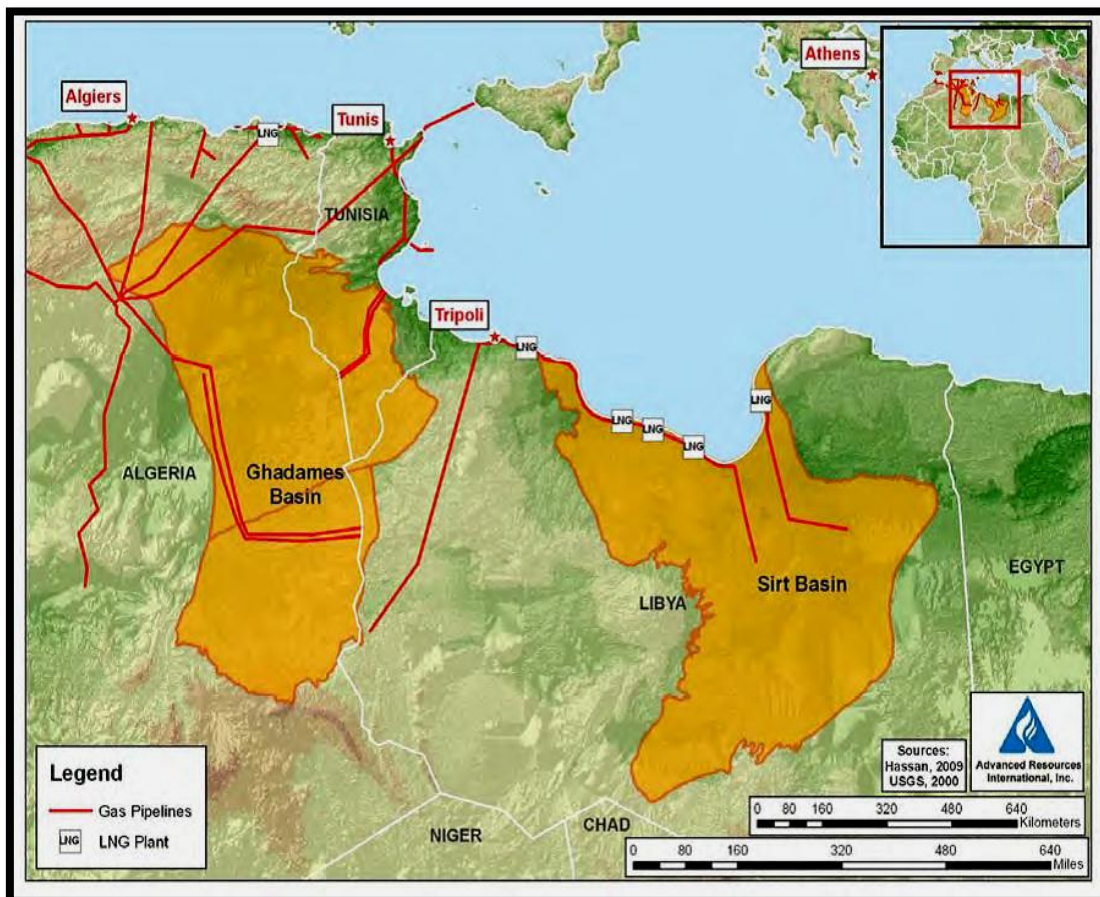 Athens
Algiers
Tunis
LNG
TUNISIA
Tripoli
LNG
LNG
LNG
LNG
LNG
ALGERIA
Ghadames
Basin
EGYPT
Sirt Basin
LIBYA
Sources:
Hassan, 2009
USGS, 2000
Advanced Resources
International, Inc.
Legend
Gas Pipelines
LNG
LNG Plant
NIGER
CHAD
0 80 160 320 480 640
Kilometers
0 80 160 320 480 640
Miles